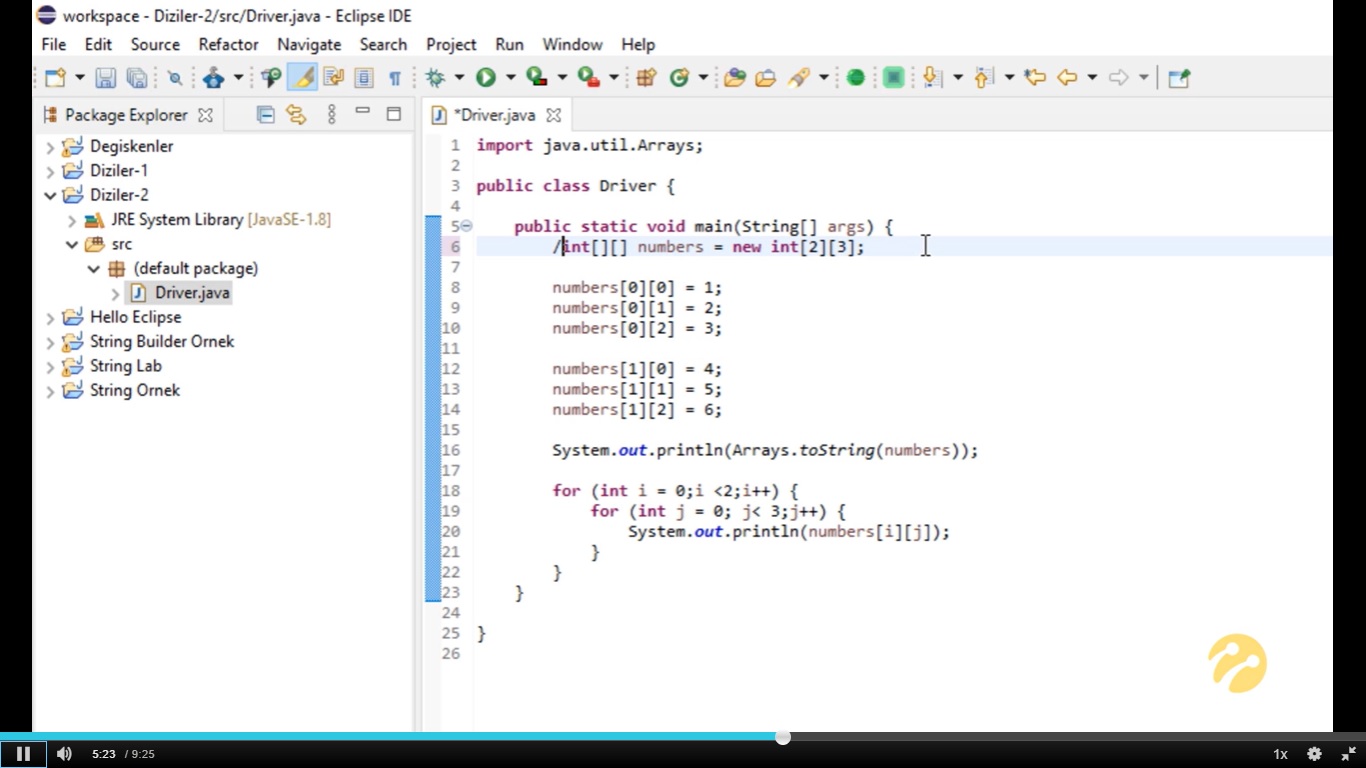 workspace - Diziler-2/src/Driver.java - Eclipse IDE
File Edit Source Refactor Navigate Search Project Run Window Help
Package Explorer
*Driver.java
Degiskenler
Diziler-1
Diziler-2
JRE System Library [JavaSE-1.8]
src
(default package)
Driver.java
Hello Eclipse
String Builder Ornek
String Lab
String Ornek
1 import java.util.Arrays;
2
3 public class Driver {
4
5 public static void main(String[] args) {
6 /int[][] numbers = new int[2][3];
7
8 numbers[0][0] = 1;
9 numbers[0][1] = 2;
10 numbers[0][2] = 3;
11
12 numbers[1][0] = 4;
13 numbers[1][1] = 5;
14 numbers[1][2] = 6;
15
16 System.out.println(Arrays.toString(numbers));
17
18 for (int i = 0;i <2;i++) {
19 for (int j = 0; j< 3;j++) {
20 System.out.println(numbers[i][j]);
21 }
22 }
23 }
24
25 }
26
5:23 / 9:25
1x